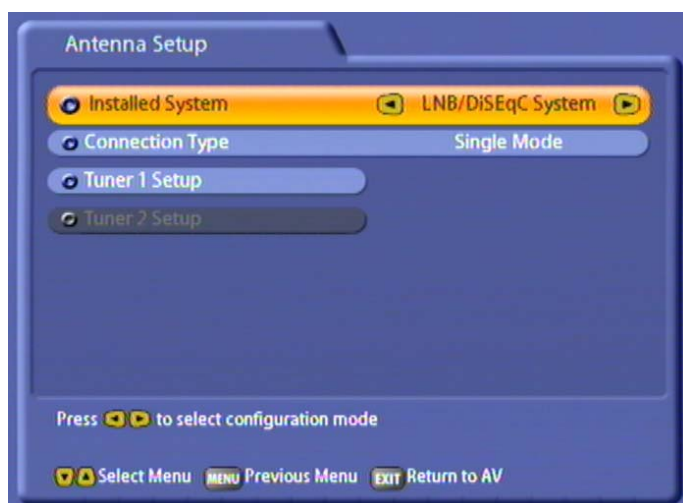 Antenna Setup
Installed System LNB/DiSEqC System
Connection Type Single Mode
Tuner 1 Setup
Tuner 2 Setup
Press to select configuration mode
Select Menu MENU Previous Menu EXIT Return to AV